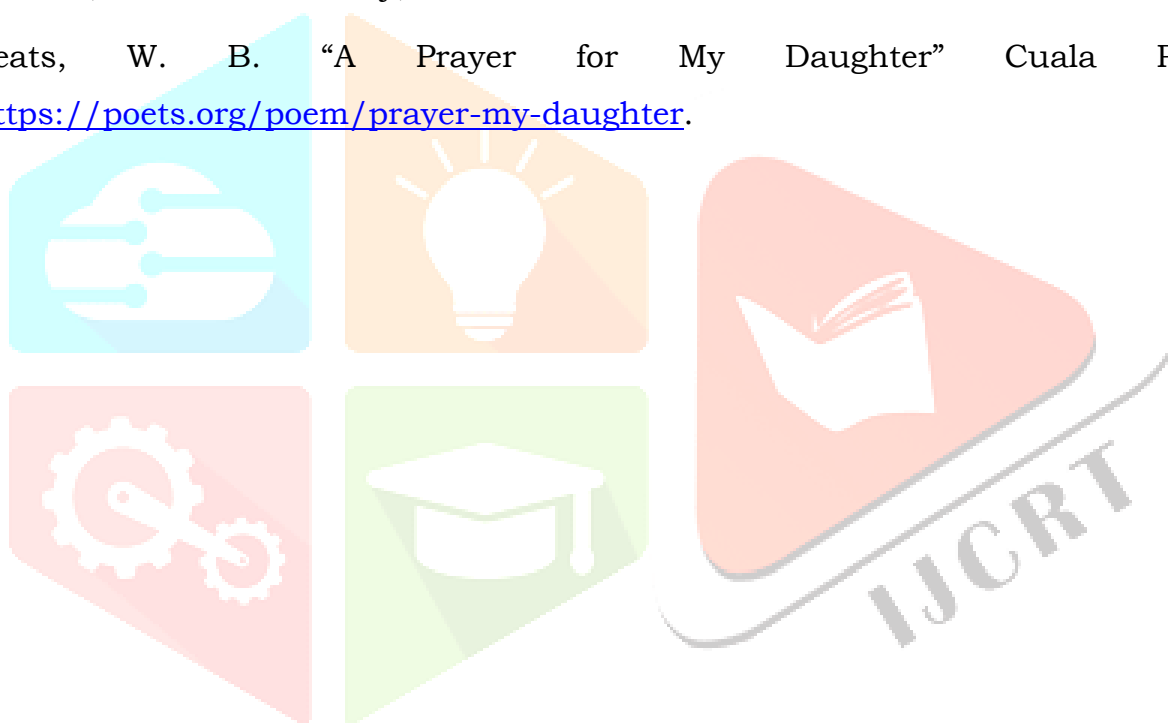 eats, W. B. “A Prayer for My Daughter” Cuala P
ttps://poets.org/poem/prayer-my-daughter.
IJCRT